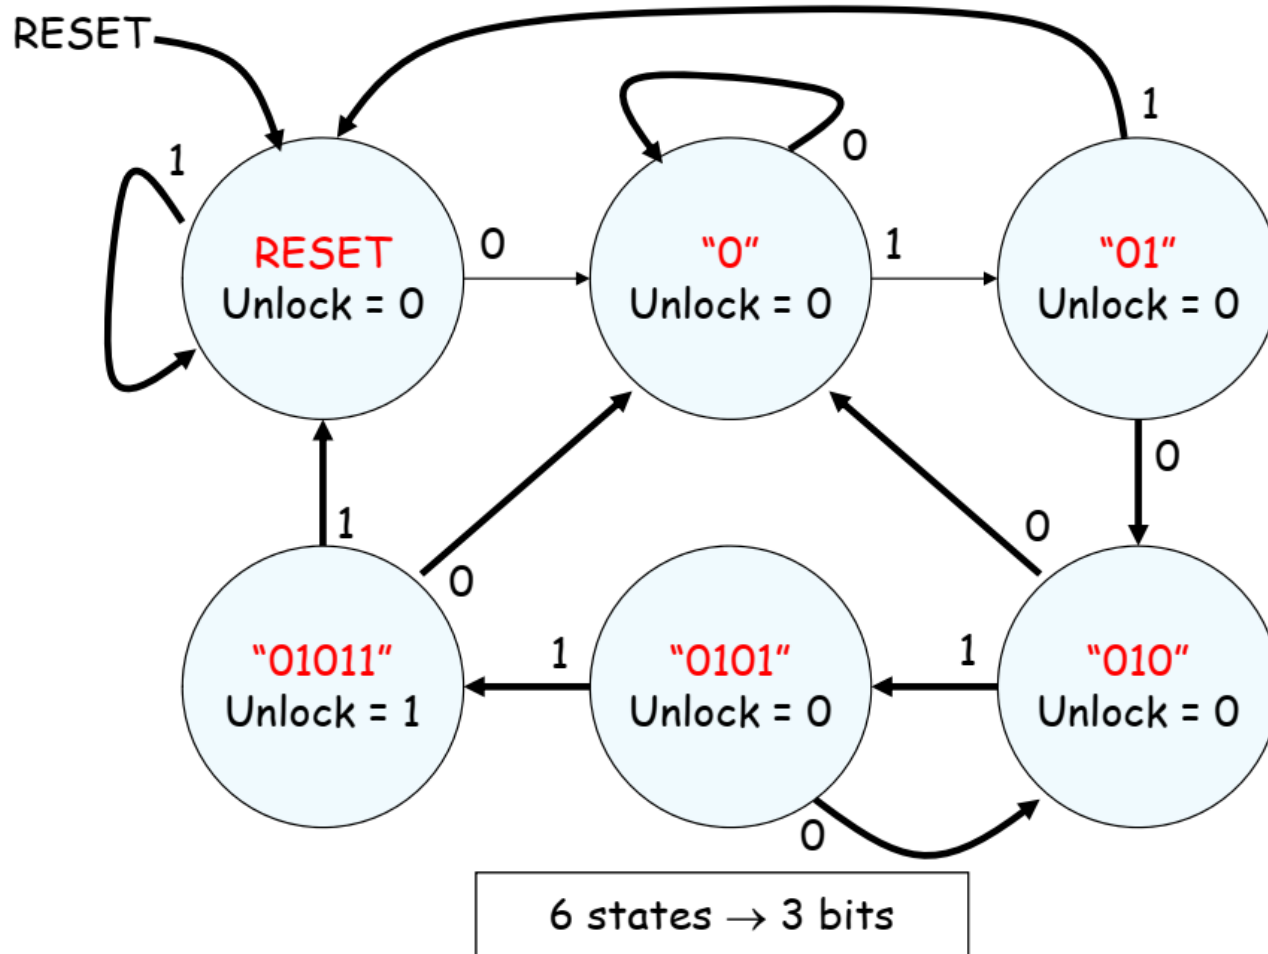 RESET
1
1
0
RESET
Unlock = 0
0
“0”
Unlock = 0
1
“01”
Unlock = 0
0
1
0
0
“01011”
Unlock = 1
1
“0101”
Unlock = 0
1
“010”
Unlock = 0
0
6 states → 3 bits